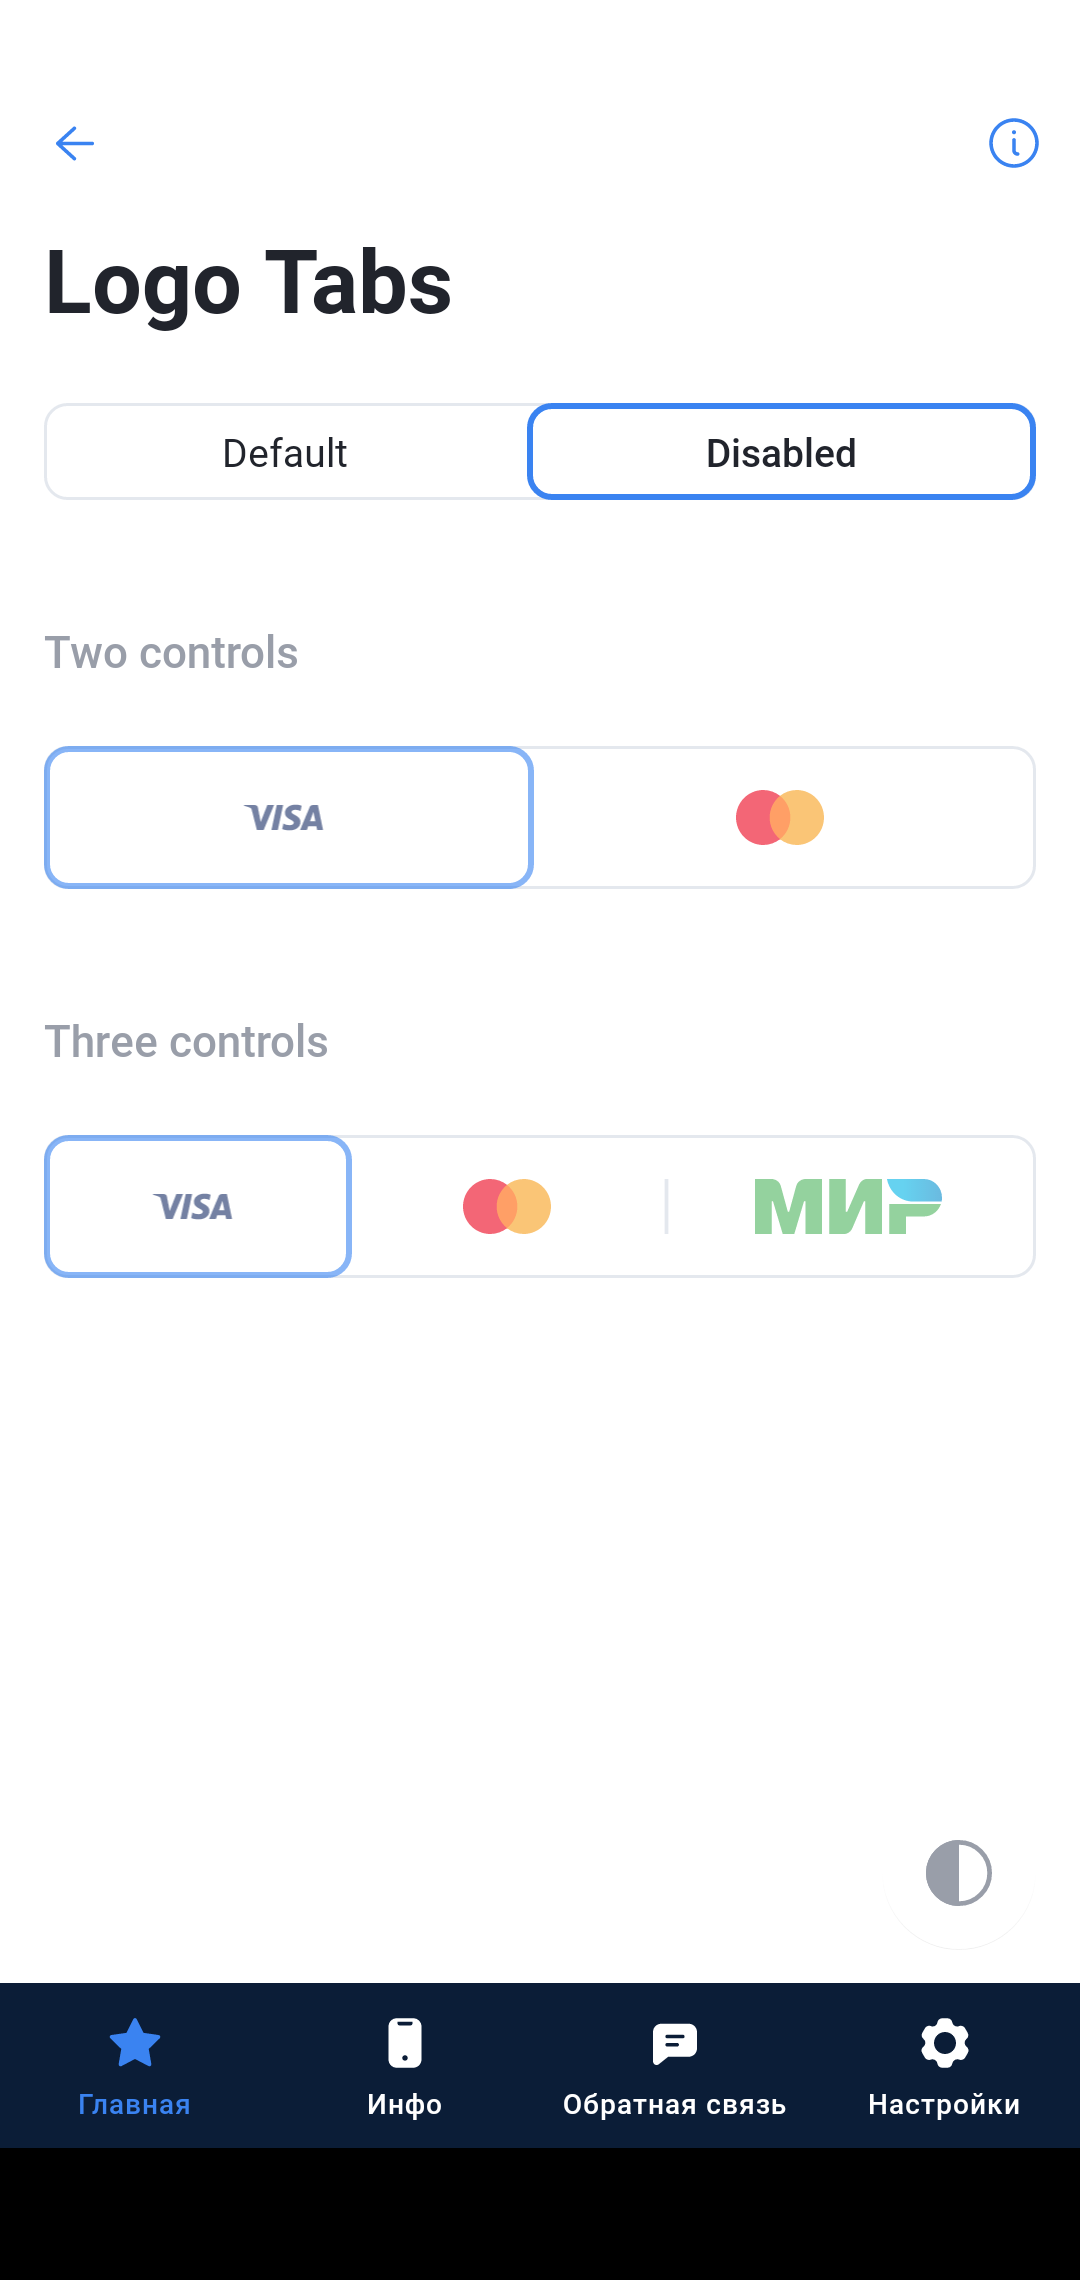 Logo Tabs
Default
Disabled
Two controls
VISA
Three controls
VISA
МИР
Главная
Инфо
Обратная связь
Настройки